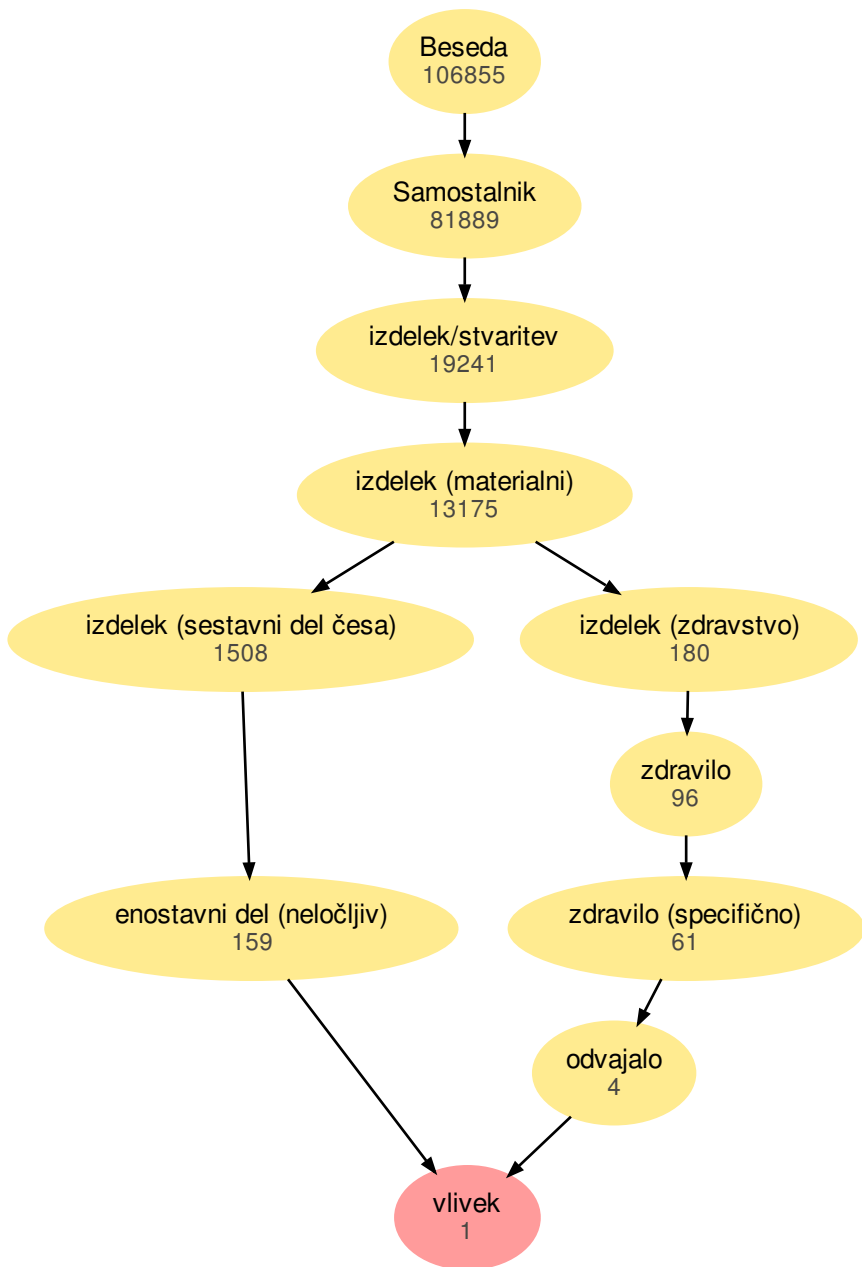 Beseda
106855
Samostalnik
81889
izdelek/stvaritev
19241
izdelek (materialni)
13175
izdelek (sestavni del česa)
1508
izdelek (zdravstvo)
180
zdravilo
96
enostavni del (neločljiv)
159
zdravilo (specifično)
61
odvajalo
4
vlivek
1